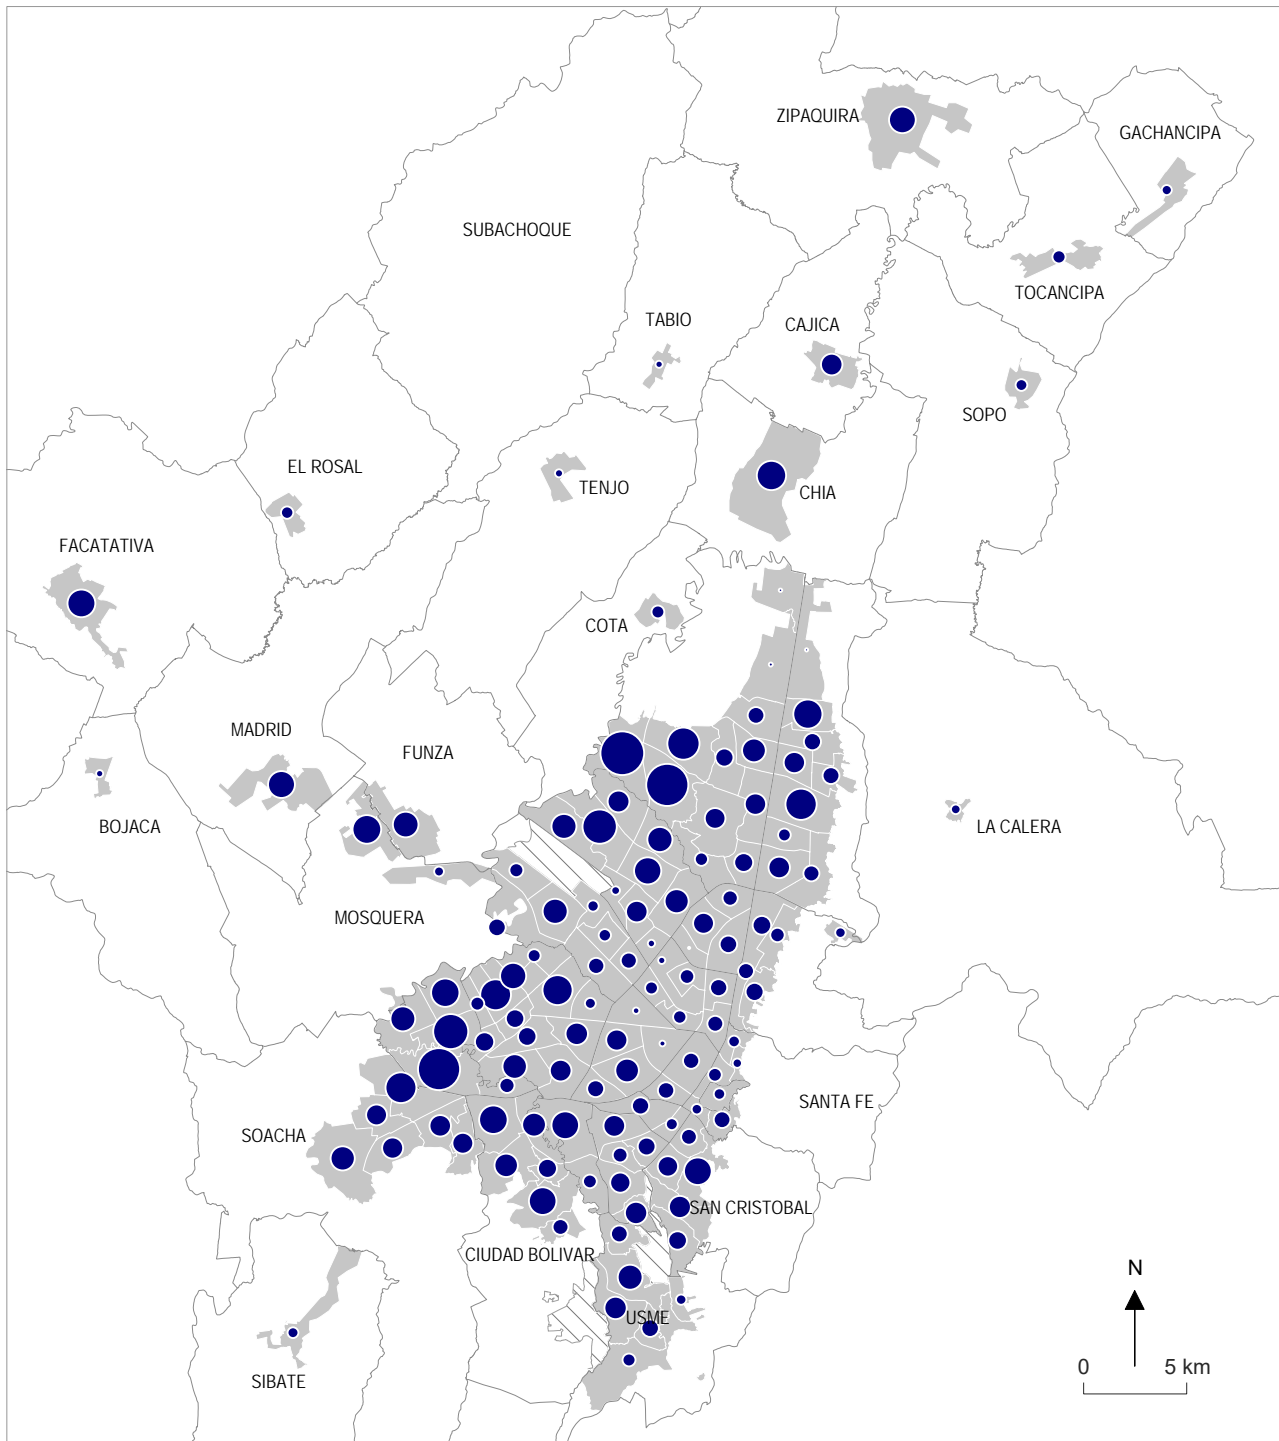 ZIPAQUIRA
GACHANCIPA
SUBACHOQUE
TOCANCIPA
TABIO
CAJICA
SOPO
EL ROSAL
TENJO
CHIA
FACATATIVA
COTA
MADRID
FUNZA
BOJACA
LA CALERA
MOSQUERA
SANTA FE
SOACHA
SAN CRISTOBAL
CIUDAD BOLIVAR
N
USME
0 5 km
SIBATE